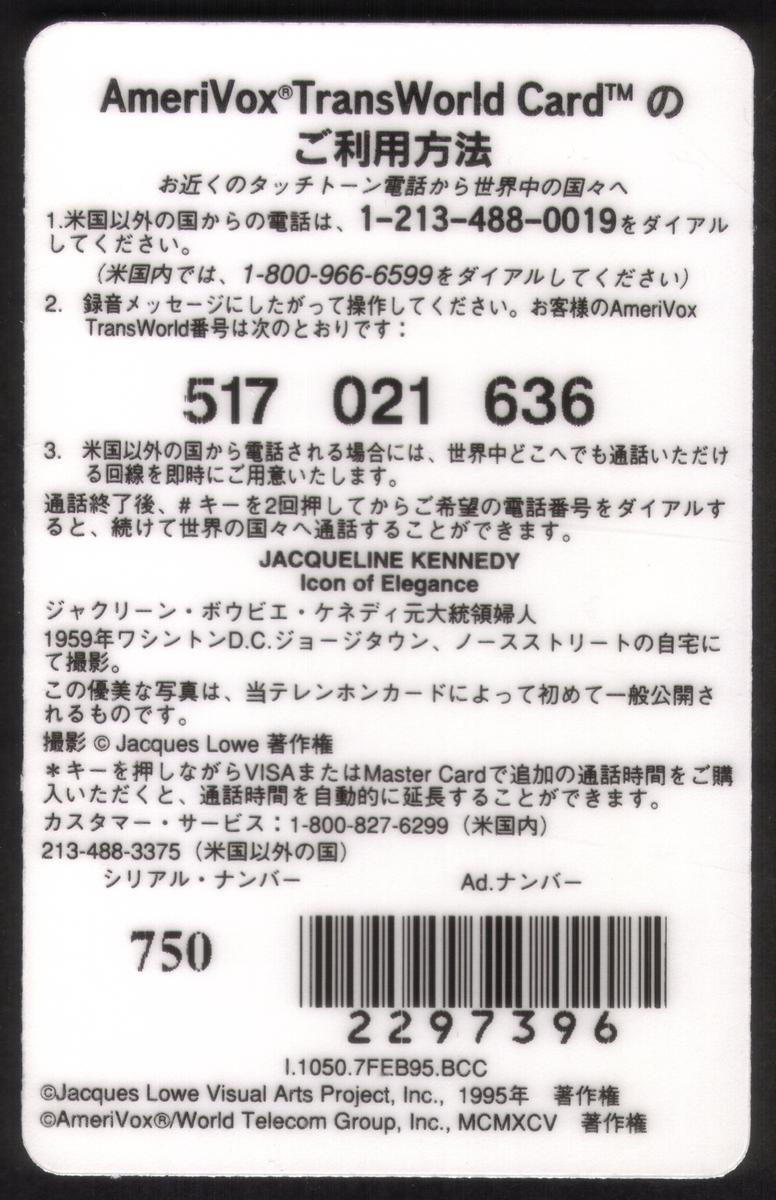 AmeriVox®TransWorld Card™ の
ご利用方法
お近くのタッチトーン電話から世界中の国々へ
1.米国以外の国からの電話は、1-213-488-0019をダイアル
してください。
（米国内では、1-800-966-6599をダイアルしてください）
2. 録音メッセージにしたがって操作してください。お客様のAmeriVox
TransWorld番号は次のとおりです：
517 021 636
3. 米国以外の国から電話される場合には、世界中どこへでも通話いただけ
る回線を即時にご用意いたします。
通話終了後、# キーを2回押してからご希望の電話番号をダイアルす
ると、続けて世界の国々へ通話することができます。
JACQUELINE KENNEDY
Icon of Elegance
ジャクリーン・ボウビエ・ケネディ元大統領婦人
1959年ワシントンD.C.ジョージタウン、ノースストリートの自宅に
て撮影。
この優美な写真は、当テレンホンカードによって初めて一般公開さ
れるものです。
撮影 © Jacques Lowe 著作権
＊キーを押しながらVISAまたはMaster Cardで追加の通話時間をご購
入いただくと、通話時間を自動的に延長することができます。
カスタマー・サービス：1-800-827-6299（米国内）
213-488-3375（米国以外の国）
シリアル・ナンバー Ad.ナンバー
750
2297396
I.1050.7FEB95.BCC
©Jacques Lowe Visual Arts Project, Inc., 1995年 著作権
©AmeriVox®/World Telecom Group, Inc., MCMXCV 著作権